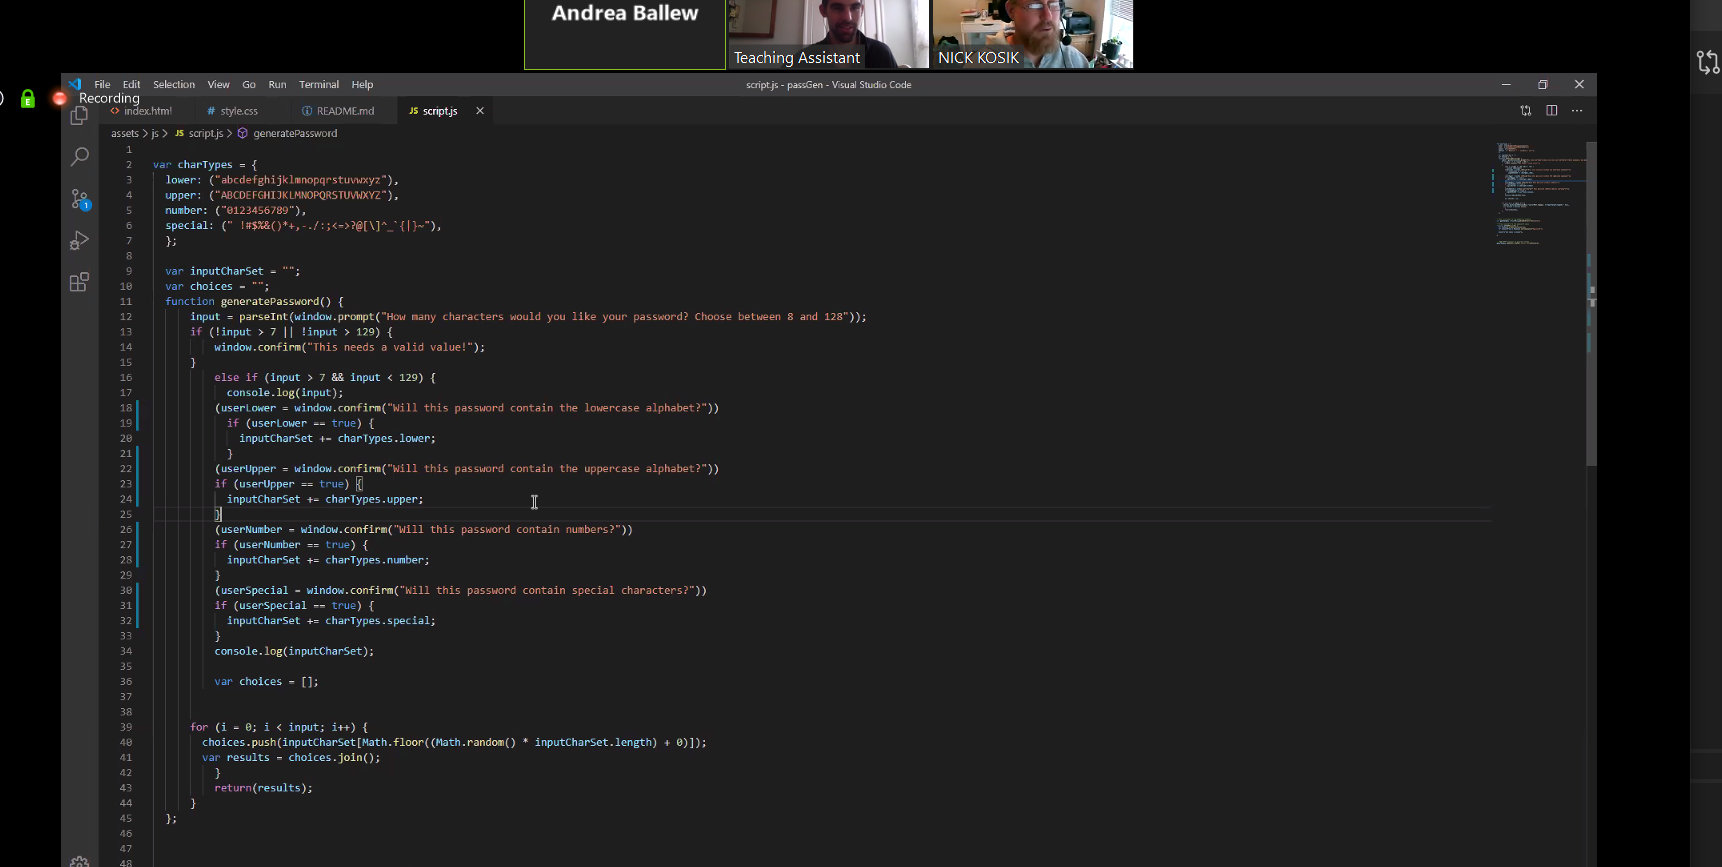 Andrea Ballew
Teaching Assistant
NICK KOSIK
File Edit Selection View Go Run Terminal Help
script.js - passGen - Visual Studio Code
E
Recording
index.html
style.css
README.md
JS script.js
assets > js > JS script.js > generatePassword
1
2 var charTypes = {
3 lower: ("abcdefghijklmnopqrstuvwxyz"),
4 upper: ("ABCDEFGHIJKLMNOPQRSTUVWXYZ"),
5 number: ("0123456789"),
6 special: (" !#$%&()*+,-./:;<=>?@[\]^_`{|}~"),
7 };
8
9 var inputCharSet = "";
10 var choices = "";
11 function generatePassword() {
12 input = parseInt(window.prompt("How many characters would you like your password? Choose between 8 and 128"));
13 if (!input > 7 || !input > 129) {
14 window.confirm("This needs a valid value!");
15 }
16 else if (input > 7 && input < 129) {
17 console.log(input);
18 (userLower = window.confirm("Will this password contain the lowercase alphabet?"))
19 if (userLower == true) {
20 inputCharSet += charTypes.lower;
21 }
22 (userUpper = window.confirm("Will this password contain the uppercase alphabet?"))
23 if (userUpper == true) {
24 inputCharSet += charTypes.upper;
25 }
26 (userNumber = window.confirm("Will this password contain numbers?"))
27 if (userNumber == true) {
28 inputCharSet += charTypes.number;
29 }
30 (userSpecial = window.confirm("Will this password contain special characters?"))
31 if (userSpecial == true) {
32 inputCharSet += charTypes.special;
33 }
34 console.log(inputCharSet);
35
36 var choices = [];
37
38
39 for (i = 0; i < input; i++) {
40 choices.push(inputCharSet[Math.floor((Math.random() * inputCharSet.length) + 0)]);
41 var results = choices.join();
42 }
43 return(results);
44 }
45 };
46
47
48
1